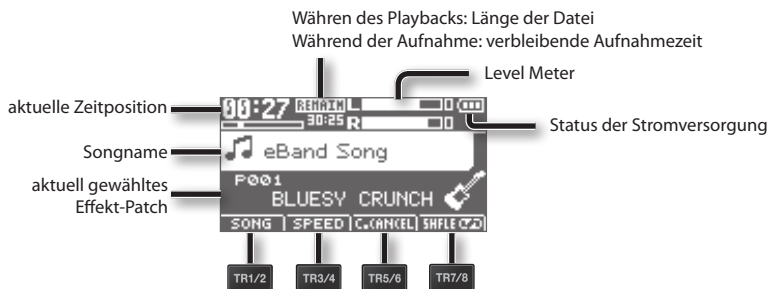 Währen des Playbacks: Länge der Datei
Während der Aufnahme: verbleibende Aufnahmezeit
Level Meter
aktuelle Zeitposition
00:27 REMAIN L 0
30:25 R 0
Status der Stromversorgung
Songname
eBand Song
aktuell gewähltes
Effekt-Patch
P001
BLUESY CRUNCH
SONG SPEED C.CANCEL SHFLE
TR1/2 TR3/4 TR5/6 TR7/8